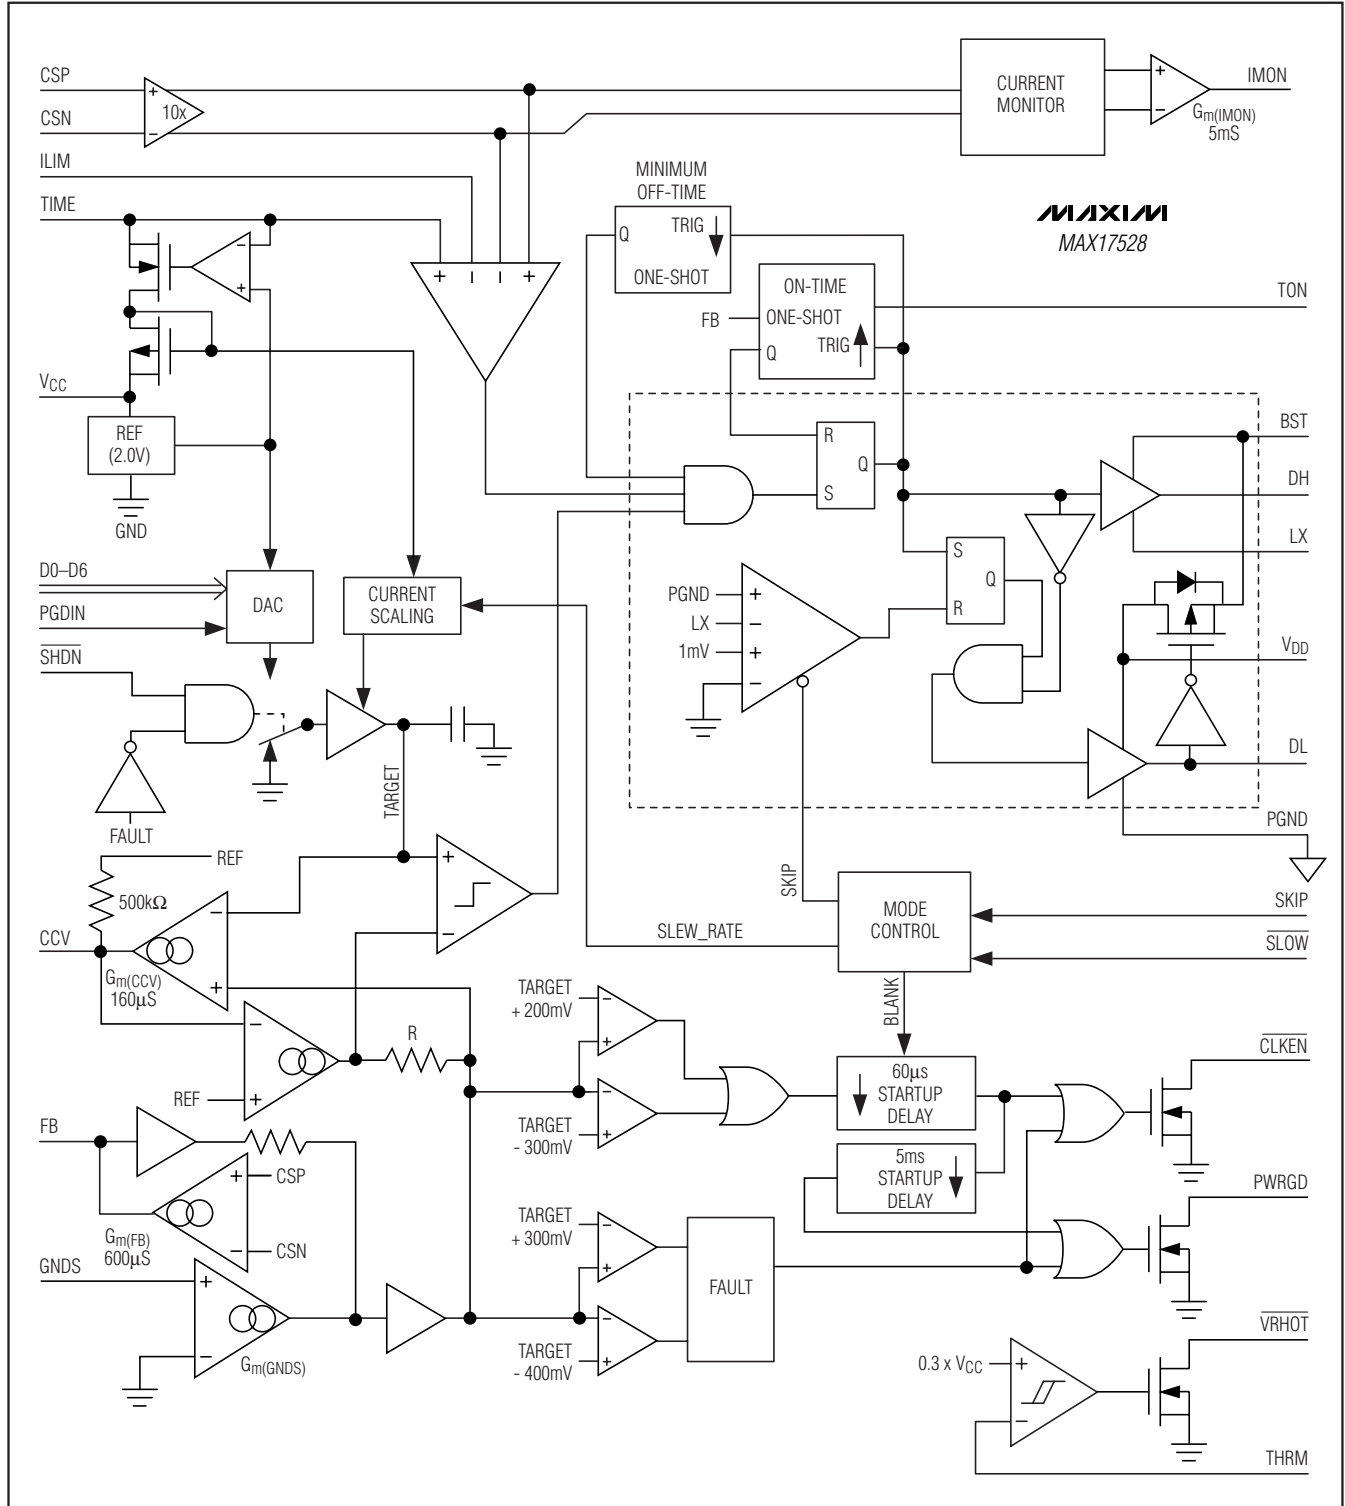 CSP
+
10x
CSN
−
ILIM
TIME
CURRENT
MONITOR
+
−
Gm(IMON)
5mS
IMON
MINIMUM
OFF-TIME
Q
TRIG
ONE-SHOT
MAXIM
MAX17528
ON-TIME
FB
ONE-SHOT
Q
TRIG
TON
−
+
+
−
−
+
VCC
REF
(2.0V)
GND
R
Q
S
BST
DH
LX
S
Q
R
D0–D6
PGDIN
DAC
CURRENT
SCALING
PGND
+
LX
−
1mV
+
−
VDD
SHDN
FAULT
TARGET
DL
PGND
REF
500kΩ
CCV
−
Gm(CCV)
160µS
+
+
−
SKIP
SLEW_RATE
MODE
CONTROL
SKIP
SLOW
BLANK
−
R
REF
+
TARGET
+ 200mV
−
+
−
TARGET
- 300mV
+
60µs
STARTUP
DELAY
5ms
STARTUP
DELAY
CLKEN
PWRGD
FB
+
CSP
Gm(FB)
600µS
−
CSN
GNDS
+
−
Gm(GNDS)
TARGET
+ 300mV
−
+
−
TARGET
- 400mV
+
FAULT
VRHOT
0.3 x VCC
+
−
THRM